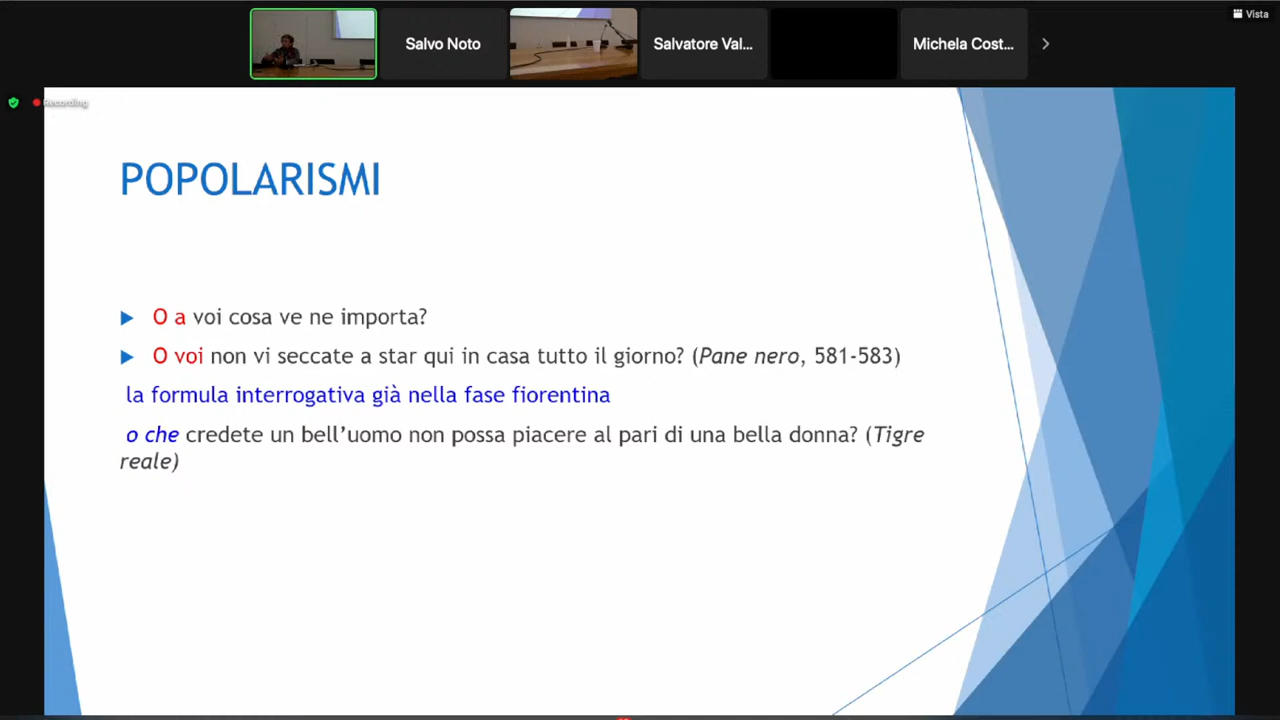 Vista
Salvo Noto
Salvatore Val...
Michela Cost...
Recording
POPOLARISMI
O a voi cosa ve ne importa?
O voi non vi seccate a star qui in casa tutto il giorno? (Pane nero, 581-583)
la formula interrogativa già nella fase fiorentina
o che credete un bell’uomo non possa piacere al pari di una bella donna? (Tigre
reale)